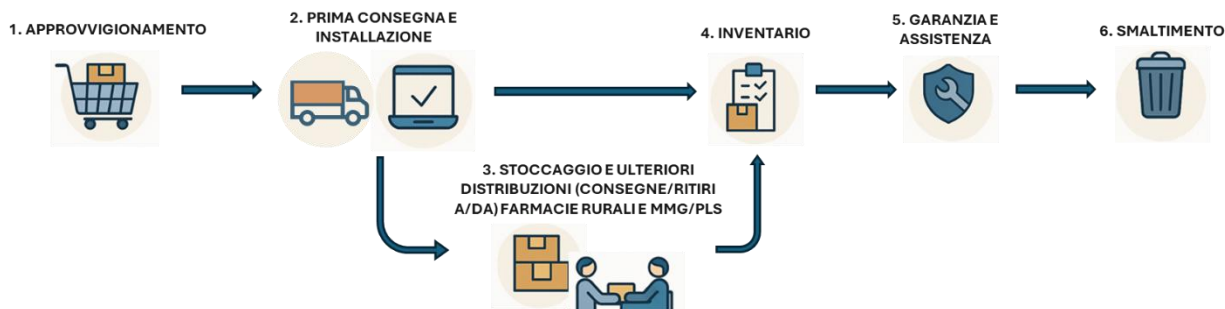 1. APPROVVIGIONAMENTO
2. PRIMA CONSEGNA E
INSTALLAZIONE
3. STOCCAGGIO E ULTERIORI
DISTRIBUZIONI (CONSEGNE/RITIRI
A/DA) FARMACIE RURALI E MMG/PLS
4. INVENTARIO
5. GARANZIA E
ASSISTENZA
6. SMALTIMENTO